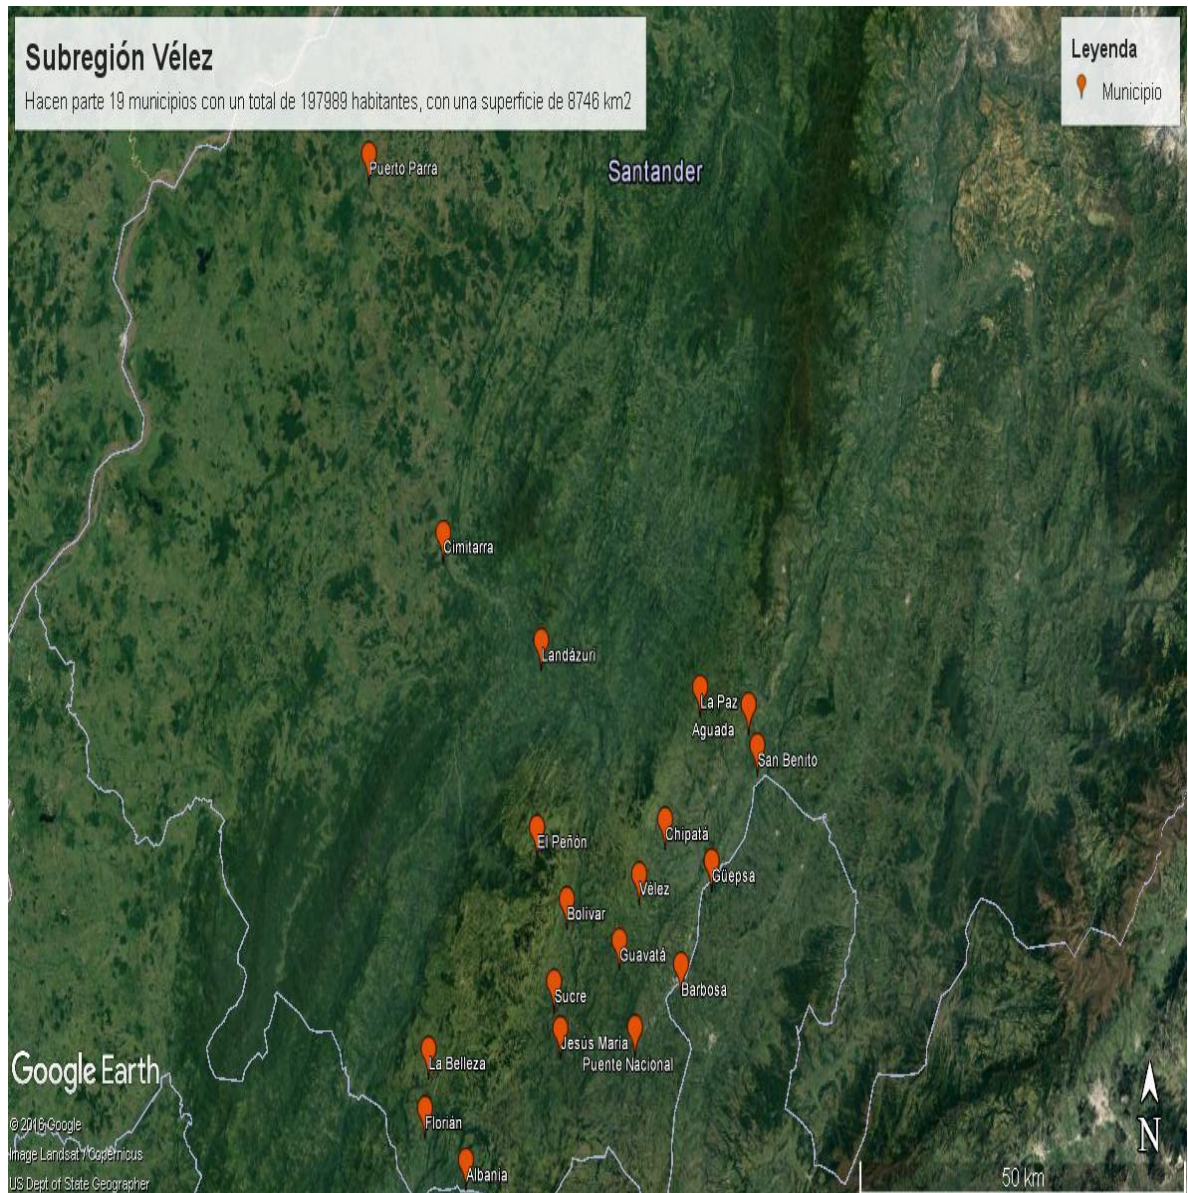 Subregión Vélez
Hacen parte 19 municipios con un total de 197989 habitantes, con una superficie de 8746 km2
Leyenda
Municipio
Puerto Parra
Santander
Cimitarra
Landázuri
La Paz
Aguada
San Benito
El Peñón
Chipatá
Güepsa
Vélez
Bolivar
Guavatá
Barbosa
Sucre
Jesús María
Puente Nacional
La Belleza
Florián
Albania
Google Earth
© 2016 Google
Image Landsat / Copernicus
US Dept of State Geographer
N
50 km